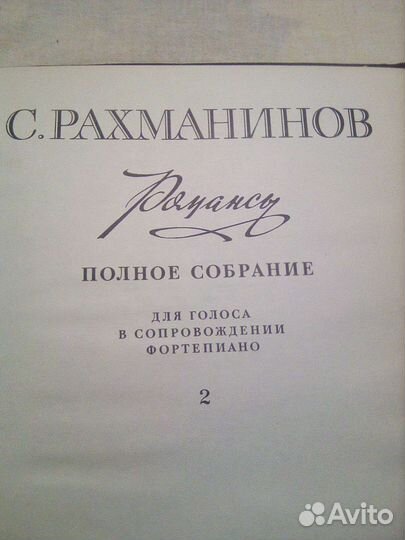 С. РАХМАНИНОВ
Романсы
ПОЛНОЕ СОБРАНИЕ
ДЛЯ ГОЛОСА
В СОПРОВОЖДЕНИИ
ФОРТЕПИАНО
2
Avito